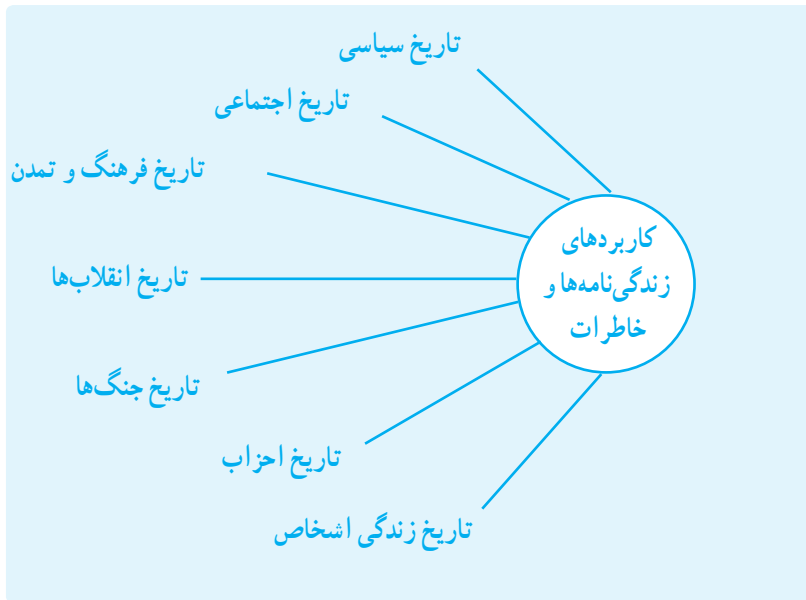 تاریخ سیاسی
تاریخ اجتماعی
تاریخ فرهنگ و تمدن
کاربردهای
زندگی‌نامه‌ها و
خاطرات
تاریخ انقلاب‌ها
تاریخ جنگ‌ها
تاریخ احزاب
تاریخ زندگی اشخاص